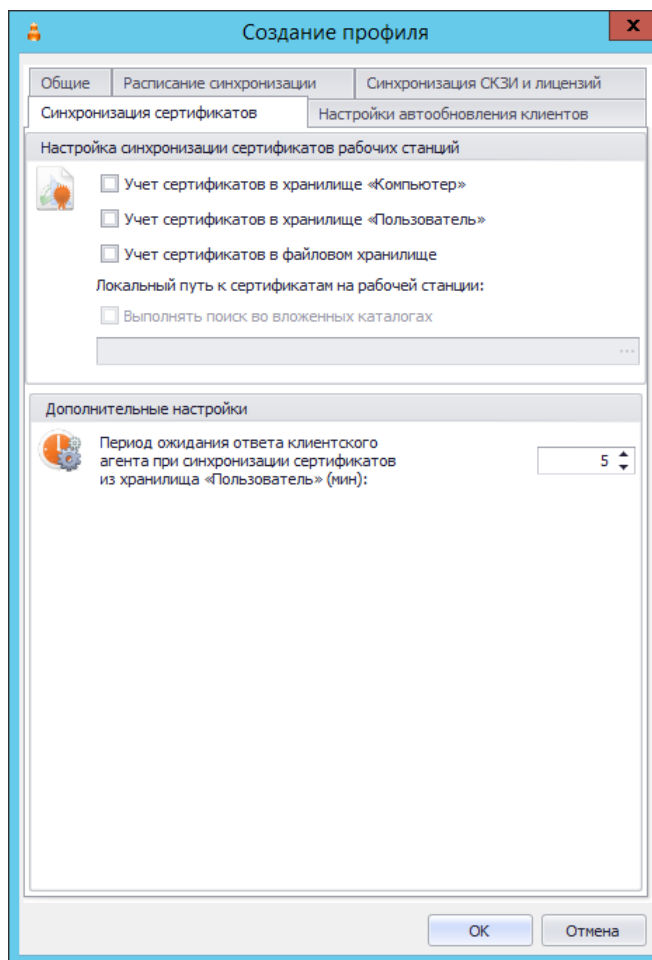 Создание профиля
x
Общие
Расписание синхронизации
Синхронизация СКЗИ и лицензий
Синхронизация сертификатов
Настройки автообновления клиентов
Настройка синхронизации сертификатов рабочих станций
Учет сертификатов в хранилище «Компьютер»
Учет сертификатов в хранилище «Пользователь»
Учет сертификатов в файловом хранилище
Локальный путь к сертификатам на рабочей станции:
Выполнять поиск во вложенных каталогах
...
Дополнительные настройки
Период ожидания ответа клиентского
агента при синхронизации сертификатов
из хранилища «Пользователь» (мин):
5
OK
Отмена